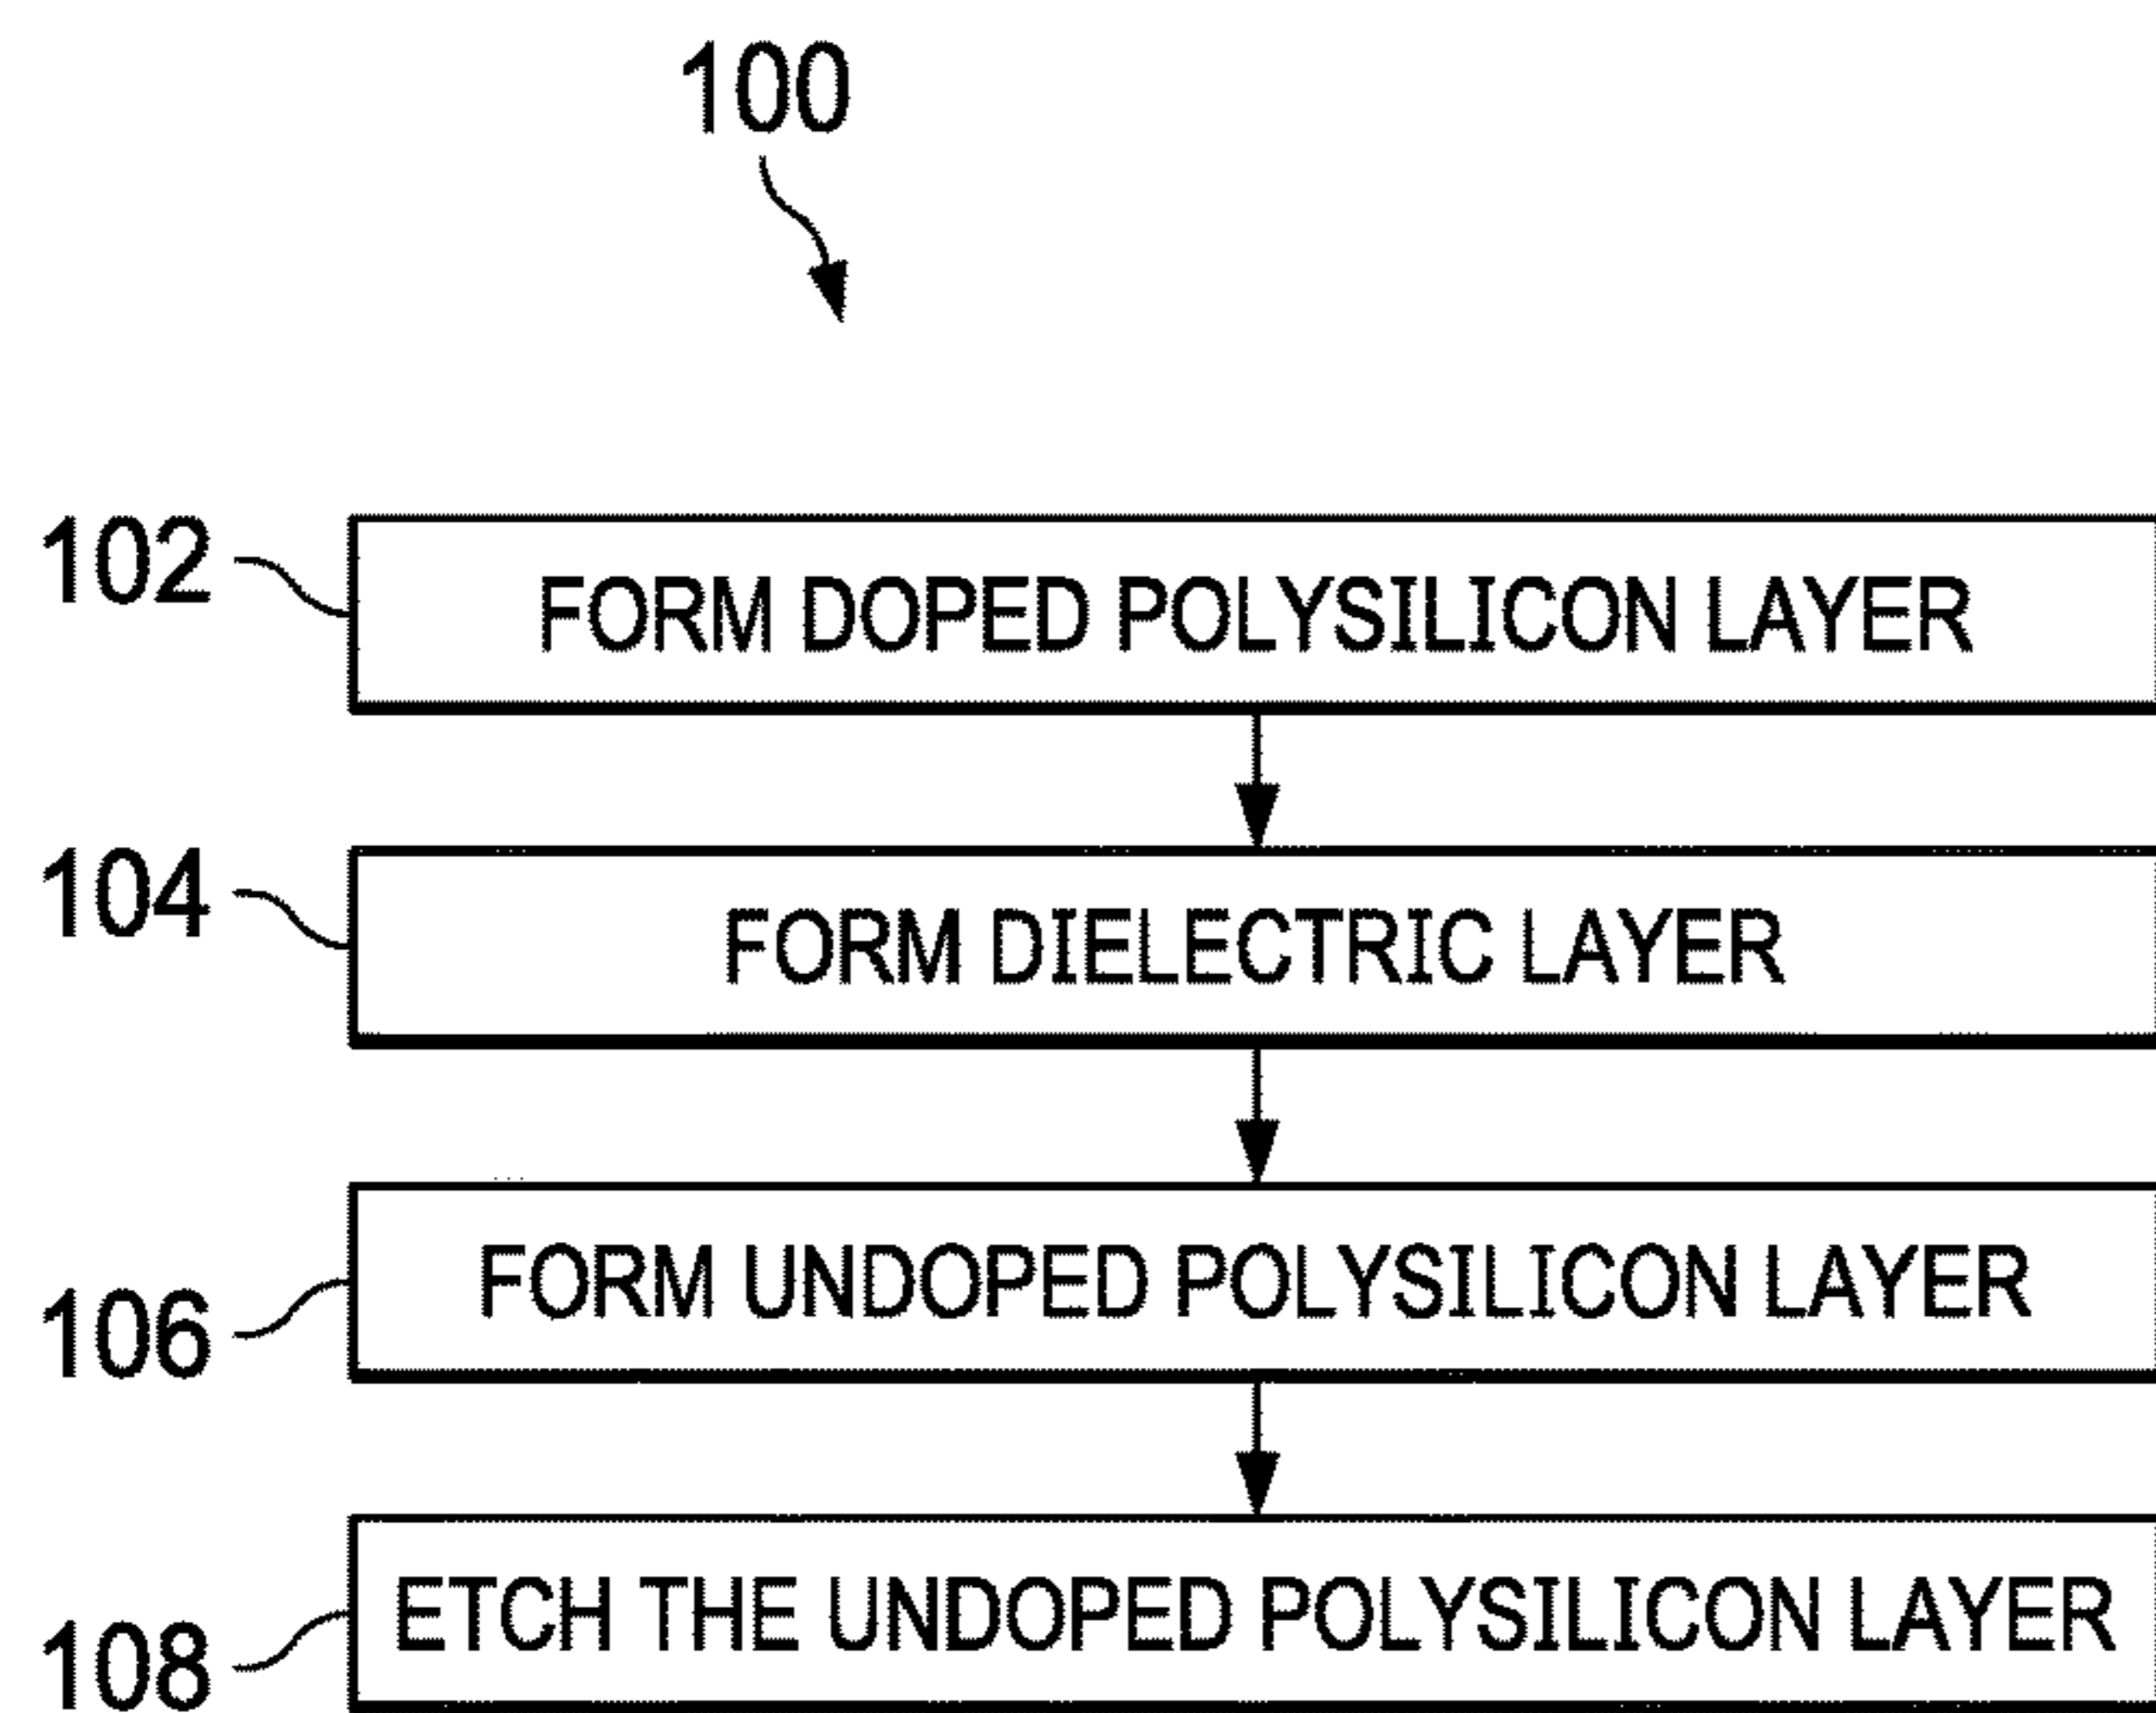 100
102
FORM DOPED POLYSILICON LAYER
104
FORM DIELECTRIC LAYER
106
FORM UNDOPED POLYSILICON LAYER
108
ETCH THE UNDOPED POLYSILICON LAYER